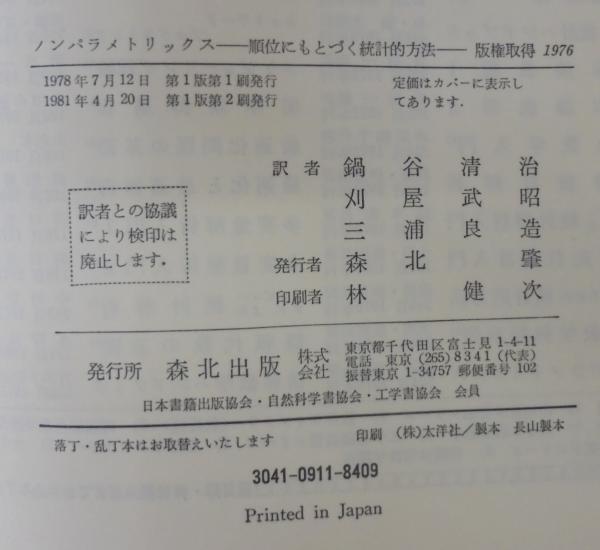 ノンパラメトリックス——順位にもとづく統計的方法—— 版権取得 1976
1978年7月12日 第1版第1刷発行
1981年4月20日 第1版第2刷発行
定価はカバーに表示し
てあります.
訳者との協議
により検印は
廃止します.
訳者 鍋谷清治
刈屋武昭
三浦良造
発行者 森北肇
印刷者 林健次
発行所 森北出版 株式会社
東京都千代田区富士見1-4-11
電話 東京 (265) 8341 (代表)
振替東京 1-34757 郵便番号 102
日本書籍出版協会・自然科学書協会・工学書協会 会員
落丁・乱丁本はお取替えいたします
印刷 (株)太洋社/製本 長山製本
3041-0911-8409
Printed in Japan